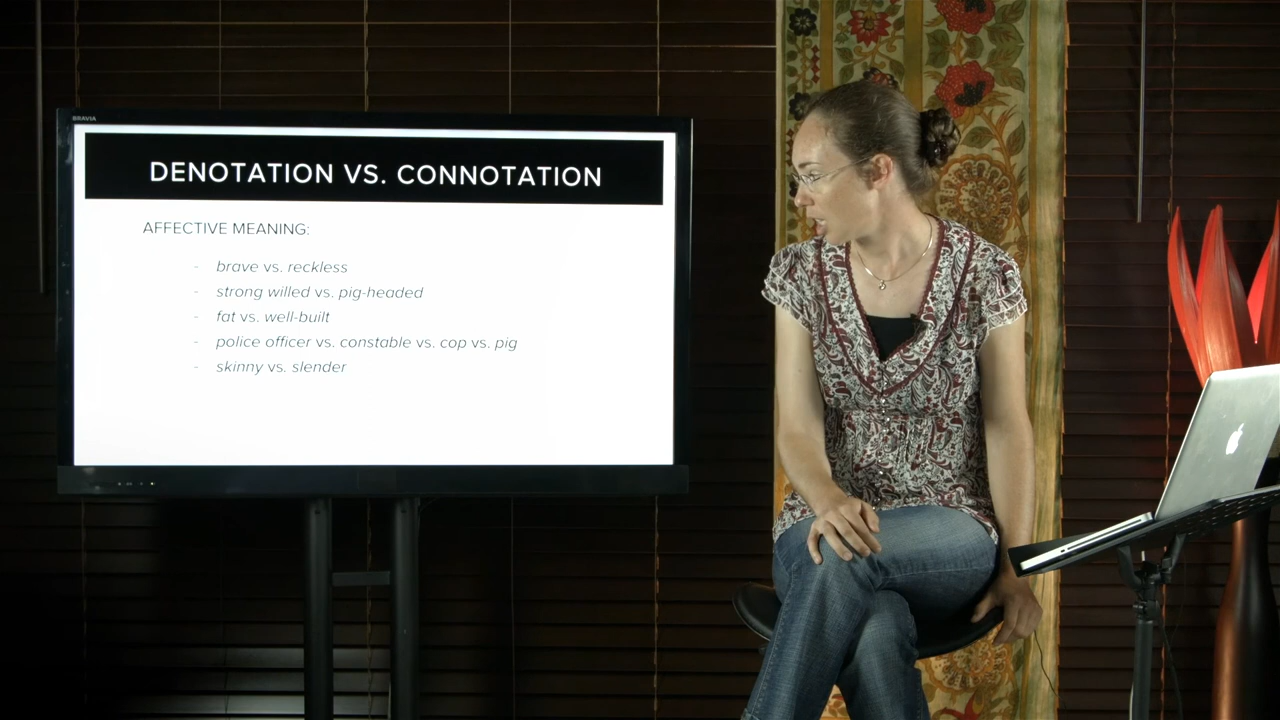 BRAVIA
DENOTATION VS. CONNOTATION
AFFECTIVE MEANING:
- brave vs. reckless
- strong willed vs. pig-headed
- fat vs. well-built
- police officer vs. constable vs. cop vs. pig
- skinny vs. slender